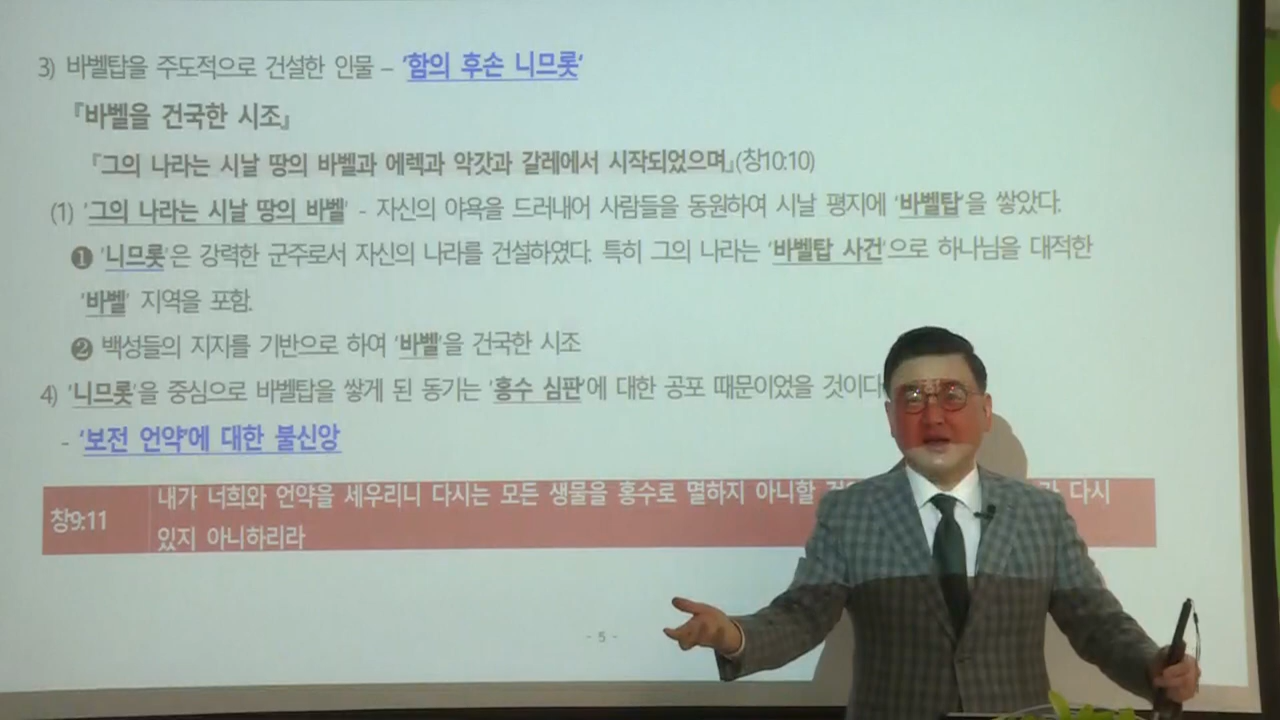 3) 바벨탑을 주도적으로 건설한 인물 – '함의 후손 니므롯'
『바벨을 건국한 시조』
『그의 나라는 시날 땅의 바벨과 에렉과 악갓과 갈레에서 시작되었으며』(창10:10)
(1) '그의 나라는 시날 땅의 바벨' - 자신의 야욕을 드러내어 사람들을 동원하여 시날 평지에 '바벨탑'을 쌓았다.
❶ '니므롯'은 강력한 군주로서 자신의 나라를 건설하였다. 특히 그의 나라는 '바벨탑 사건'으로 하나님을 대적한
'바벨' 지역을 포함.
❷ 백성들의 지지를 기반으로 하여 '바벨'을 건국한 시조
4) '니므롯'을 중심으로 바벨탑을 쌓게 된 동기는 '홍수 심판'에 대한 공포 때문이었을 것이다
- '보전 언약'에 대한 불신앙
창9:11
내가 너희와 언약을 세우리니 다시는 모든 생물을 홍수로 멸하지 아니할 다시
있지 아니하리라
- 5 -